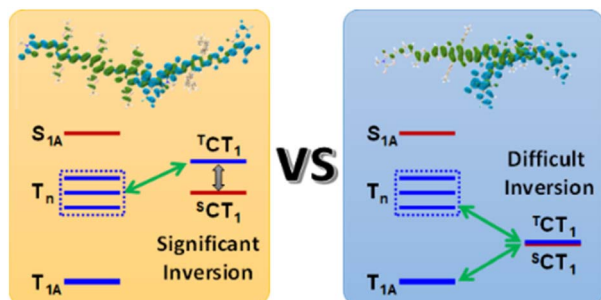 S1A
TCT1
Tn
SCT1
Significant
Inversion
T1A
VS
S1A
Difficult
Inversion
Tn
TCT1
SCT1
T1A